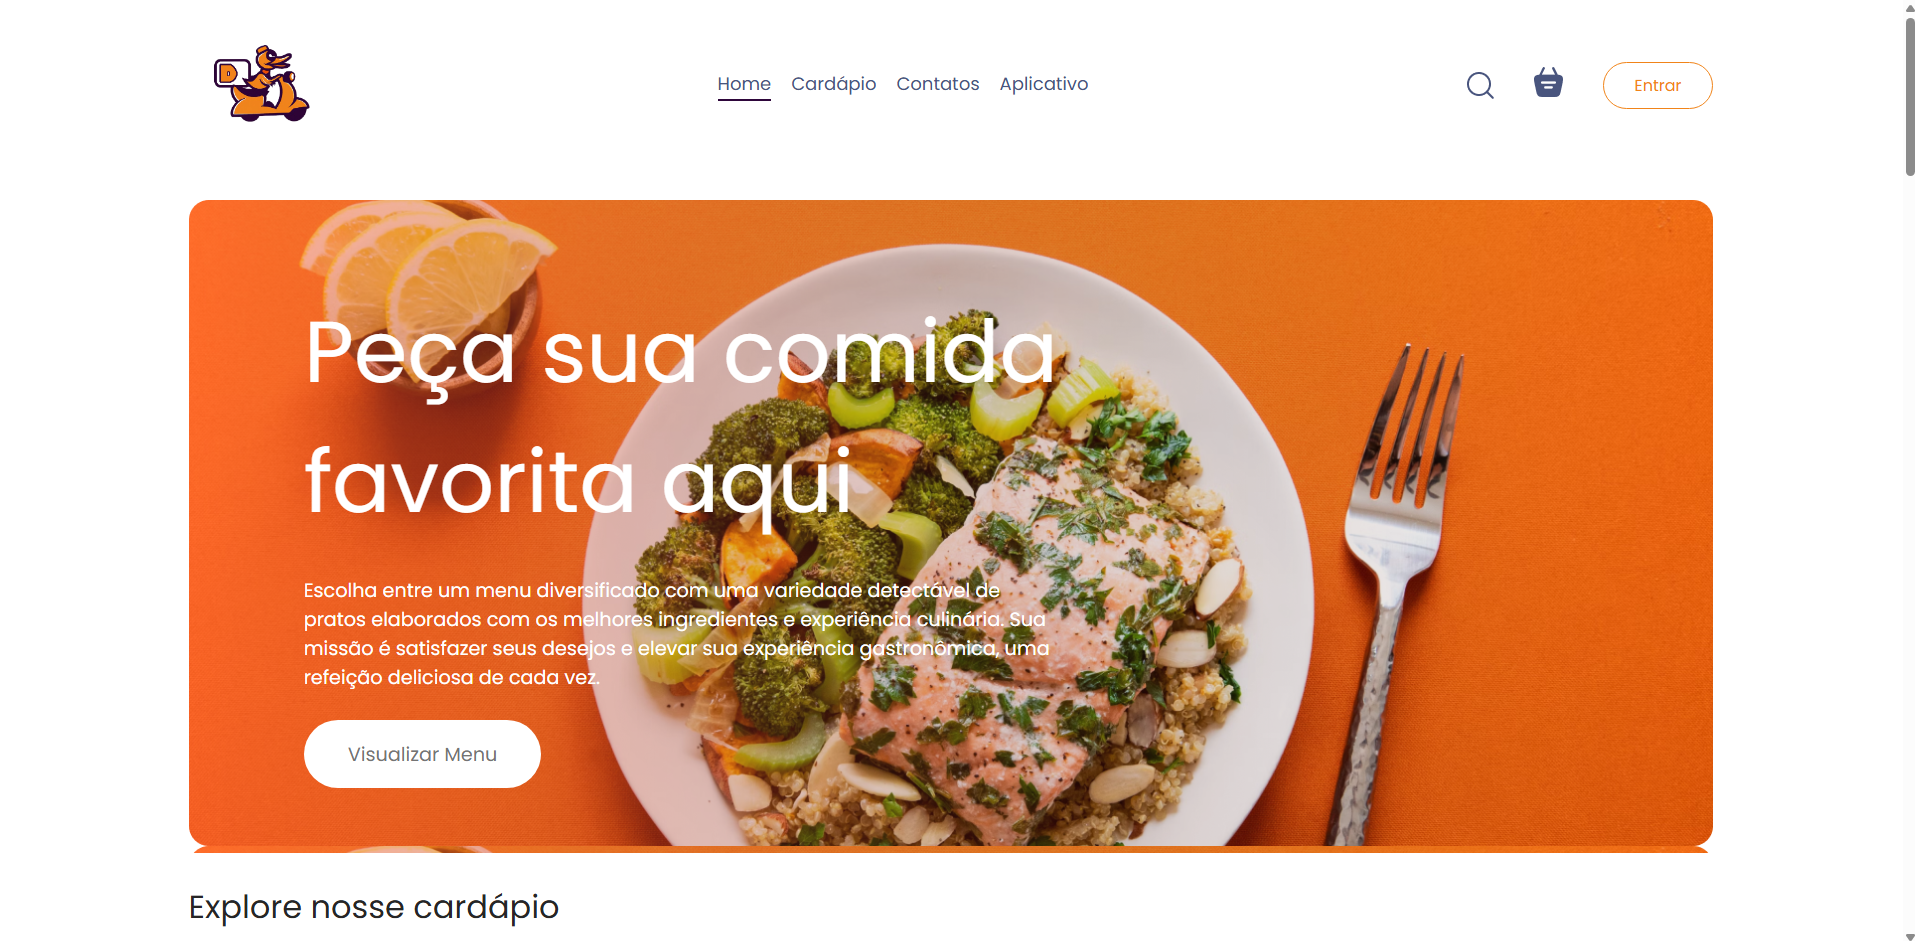 D
Home Cardápio Contatos Aplicativo
Entrar
Peça sua comida
favorita aqui
Escolha entre um menu diversificado com uma variedade detectável de
pratos elaborados com os melhores ingredientes e experiência culinária. Sua
missão é satisfazer seus desejos e elevar sua experiência gastronômica, uma
refeição deliciosa de cada vez.
Visualizar Menu
Explore nosse cardápio